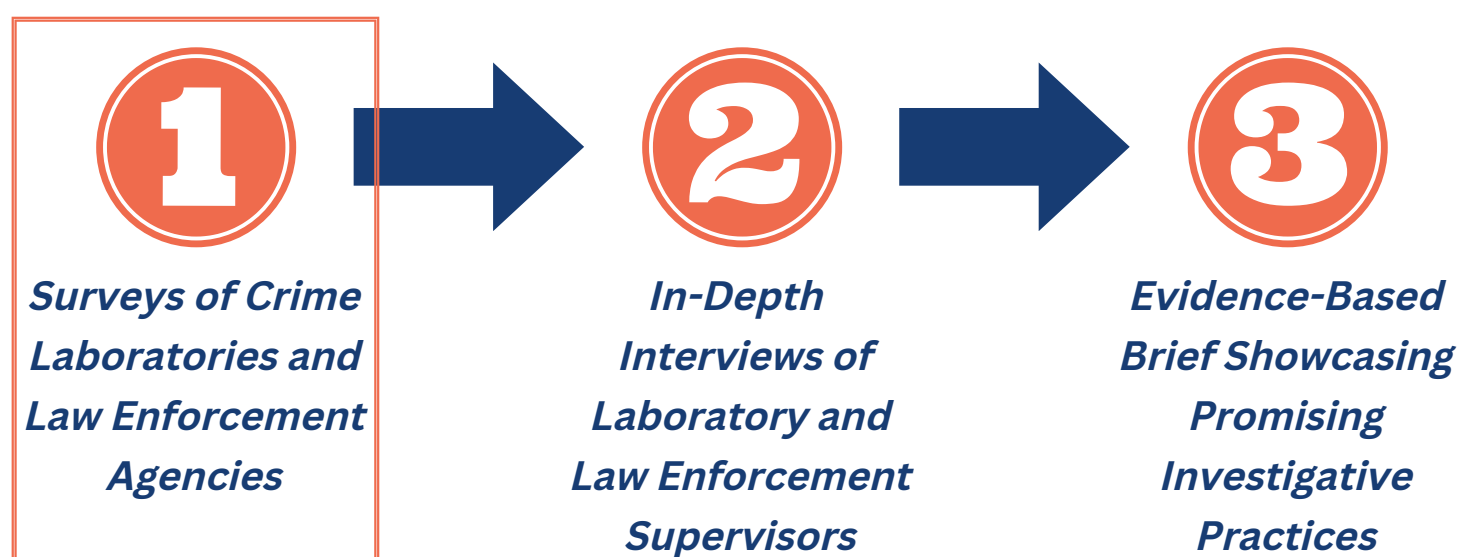 1
Surveys of Crime
Laboratories and
Law Enforcement
Agencies
2
In-Depth
Interviews of
Laboratory and
Law Enforcement
Supervisors
3
Evidence-Based
Brief Showcasing
Promising
Investigative
Practices